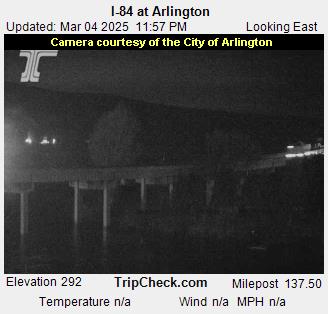 I-84 at Arlington
Updated: Mar 04 2025 11:57 PM Looking East
Camera courtesy of the City of Arlington
Elevation 292 TripCheck.com Milepost 137.50
Temperature n/a Wind n/a MPH n/a